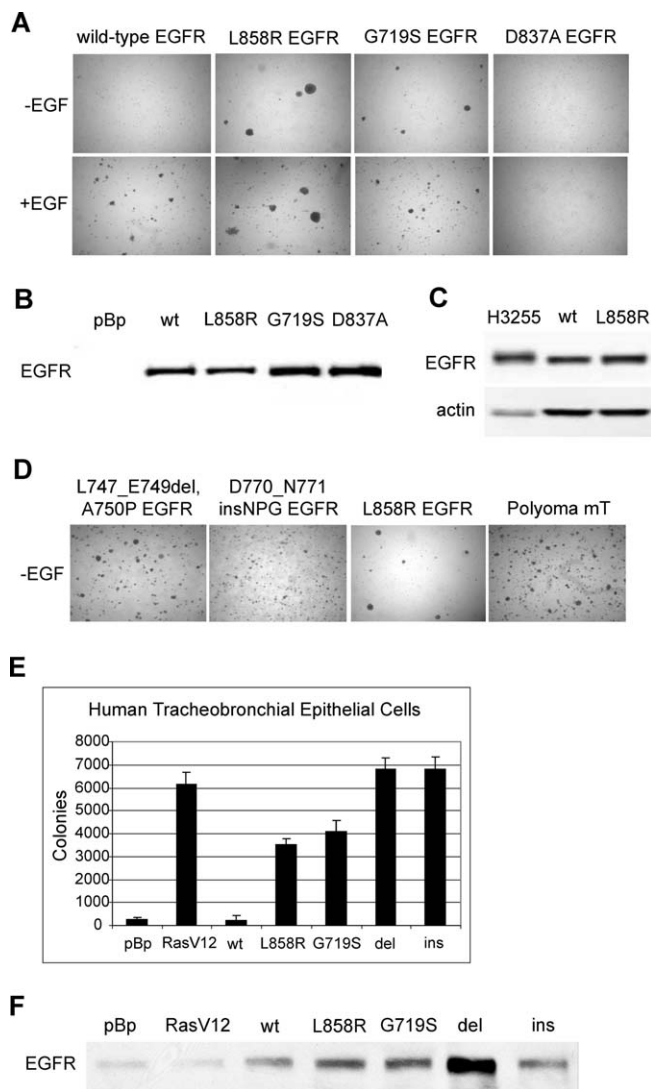 A
wild-type EGFR L858R EGFR G719S EGFR D837A EGFR
-EGF
+EGF
B
pBp wt L858R G719S D837A
EGFR
C
H3255 wt L858R
EGFR
actin
D
L747_E749del, A750P EGFR
D770_N771 insNPG EGFR
L858R EGFR
Polyoma mT
-EGF
E
Human Tracheobronchial Epithelial Cells
Colonies
8000
7000
6000
5000
4000
3000
2000
1000
0
pBp RasV12 wt L858R G719S del ins
F
pBp RasV12 wt L858R G719S del ins
EGFR